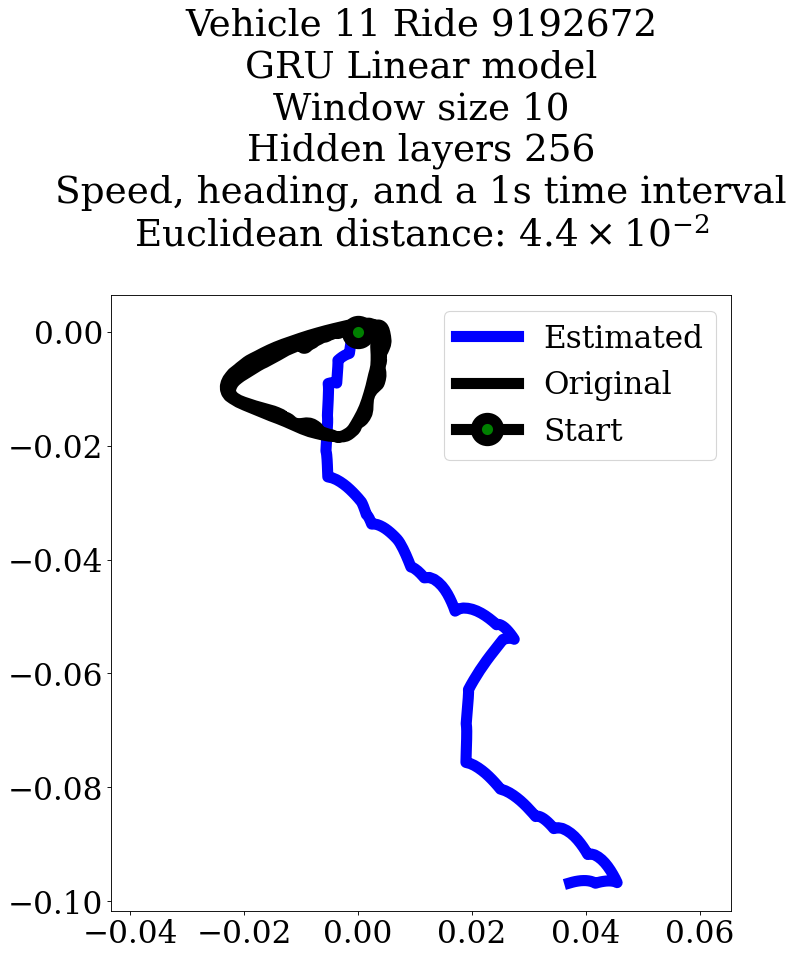 Vehicle 11 Ride 9192672
GRU Linear model
Window size 10
Hidden layers 256
Speed, heading, and a 1s time interval
Euclidean distance: 4.4 × 10⁻²
Estimated
Original
Start
0.00
−0.02
−0.04
−0.06
−0.08
−0.10
−0.04 −0.02 0.00 0.02 0.04 0.06